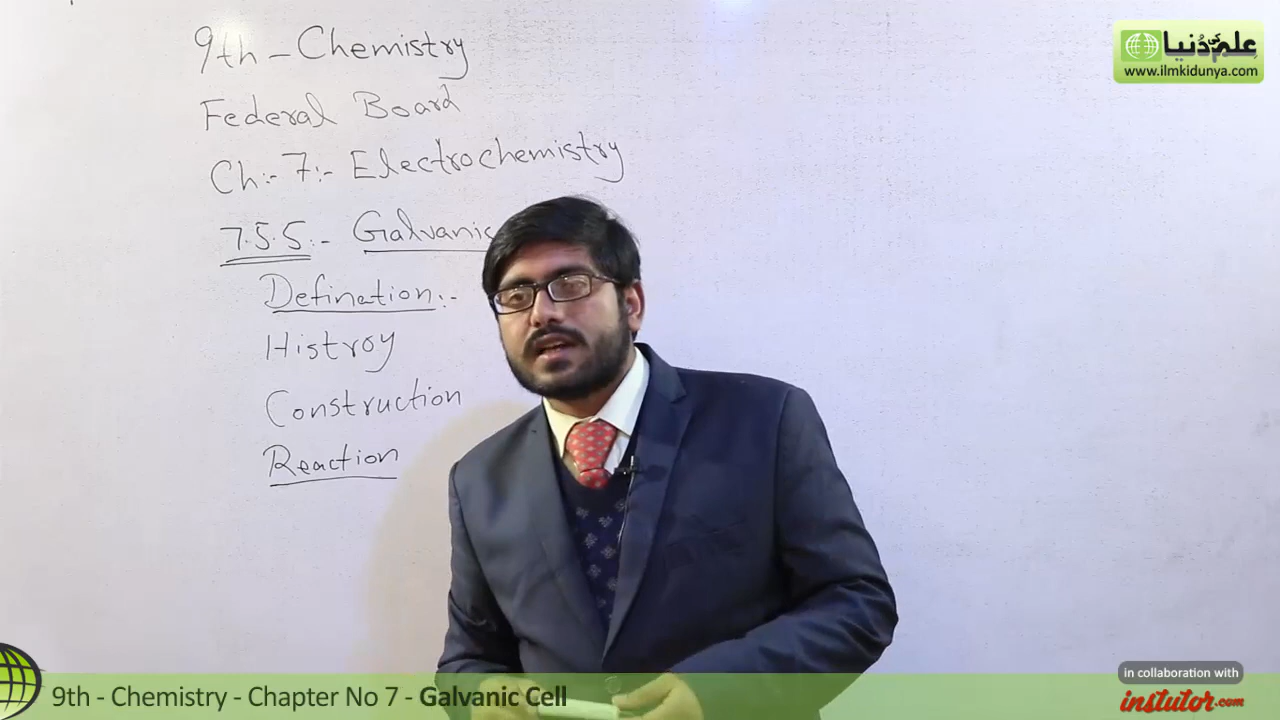 9th - Chemistry
Federal Board
Ch:- 7:- Electrochemistry
7.5.5:- Galvanic
Defination:-
Histroy
Construction
Reaction
علم کی دُنیا
www.ilmkidunya.com
in collaboration with
instutor.com
9th - Chemistry - Chapter No 7 - Galvanic Cell